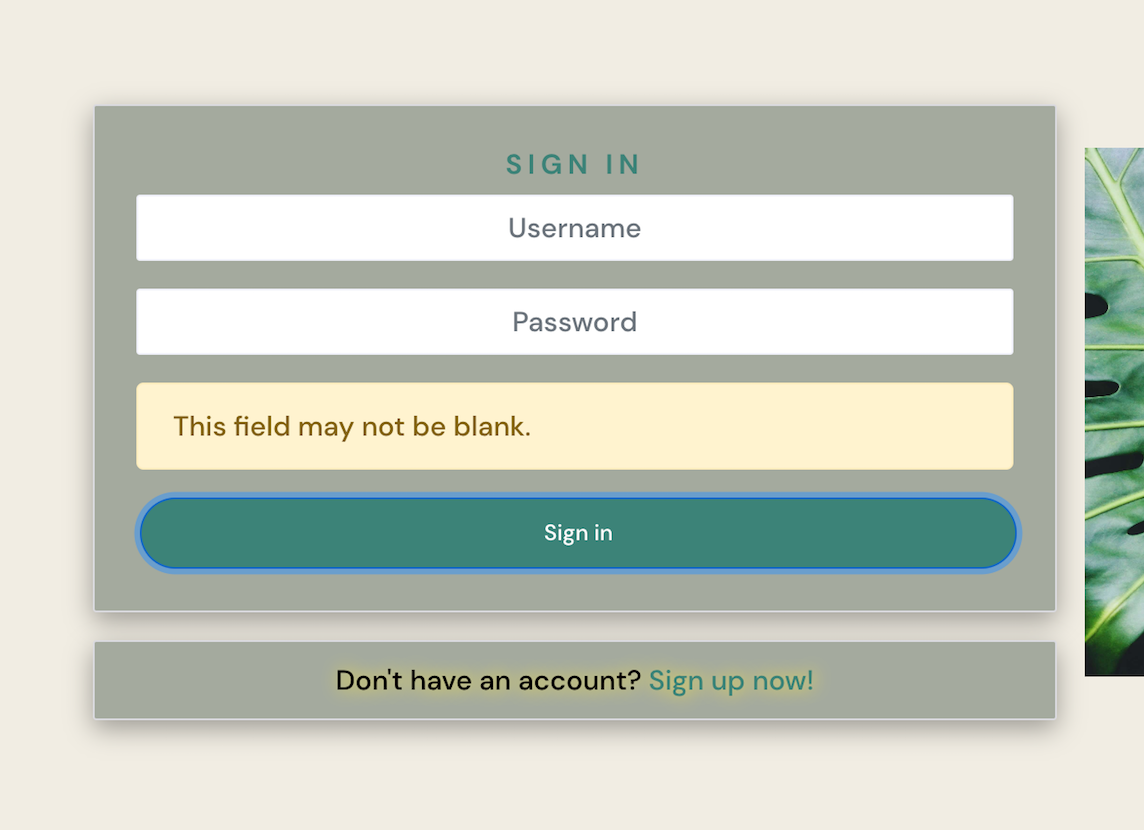 SIGN IN
Username
Password
This field may not be blank.
Sign in
Don't have an account? Sign up now!